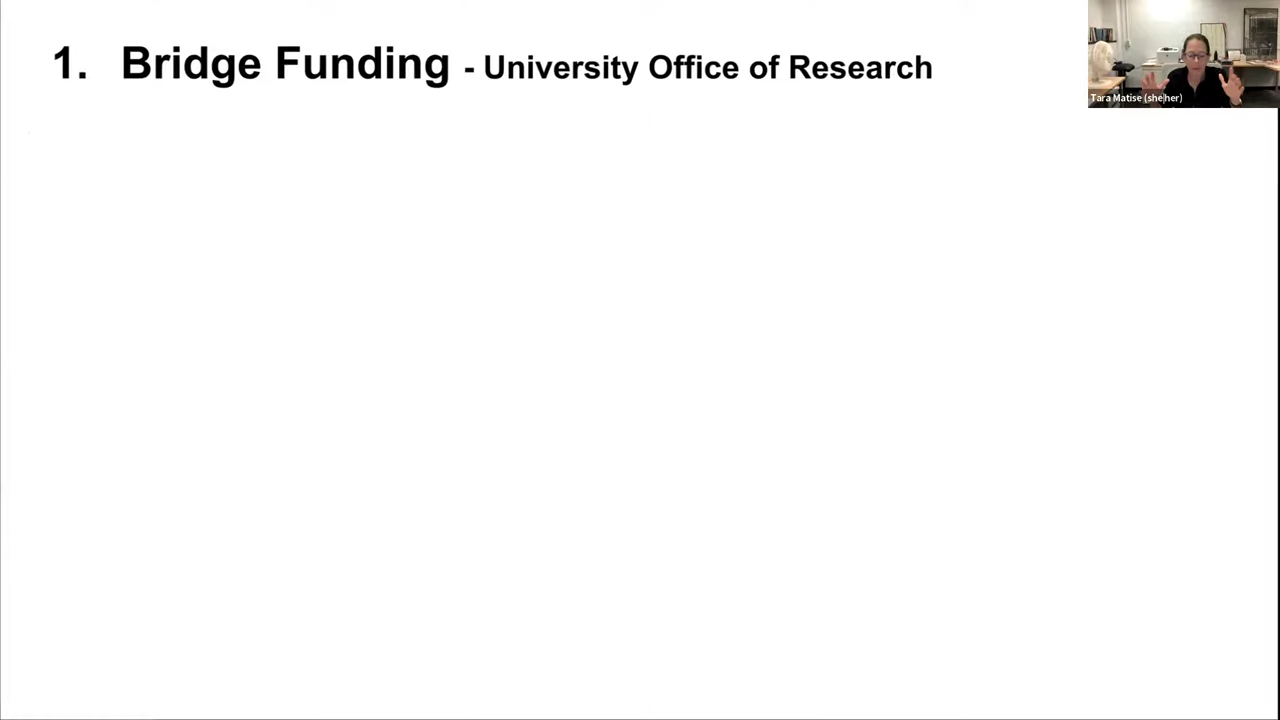 1. Bridge Funding - University Office of Research
Tara Matise (she|her)